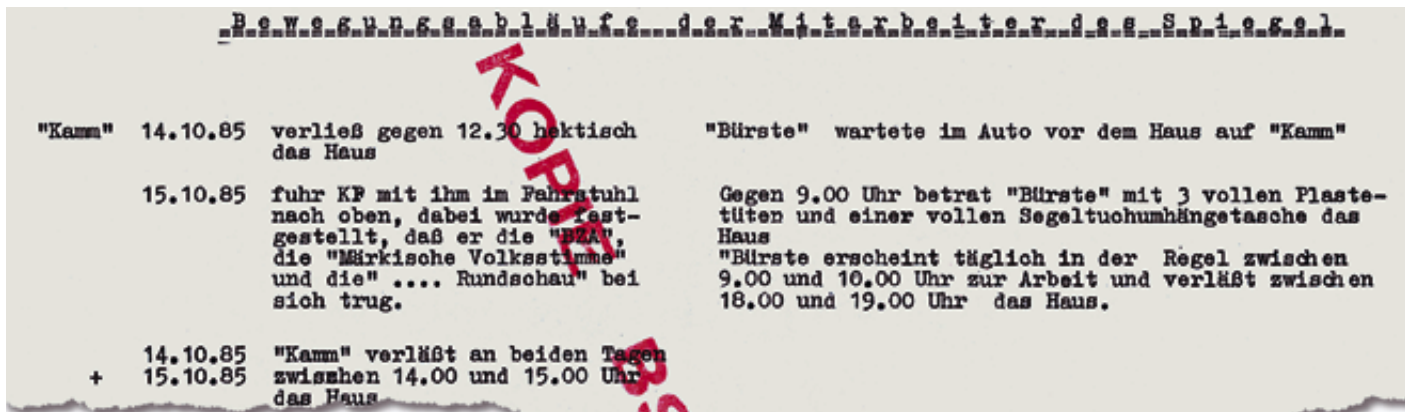 Bewegungsabläufe der Mitarbeiter des Spiegel
"Kamm" 14.10.85 verließ gegen 12.30 hektisch
das Haus
"Bürste" wartete im Auto vor dem Haus auf "Kamm"
15.10.85 fuhr KP mit ihm im Fahrstuhl
nach oben, dabei wurde fest-
gestellt, daß er die "BZA",
die "Märkische Volksstimme"
und die" .... Rundschau" bei
sich trug.
Gegen 9.00 Uhr betrat "Bürste" mit 3 vollen Plaste-
tüten und einer vollen Segeltuchumhängetasche das
Haus
"Bürste erscheint täglich in der Regel zwischen
9.00 und 10.00 Uhr zur Arbeit und verläßt zwischen
18.00 und 19.00 Uhr das Haus.
14.10.85 "Kamm" verläßt an beiden Tagen
+ 15.10.85 zwischen 14.00 und 15.00 Uhr
das Haus
KOPIE
BS